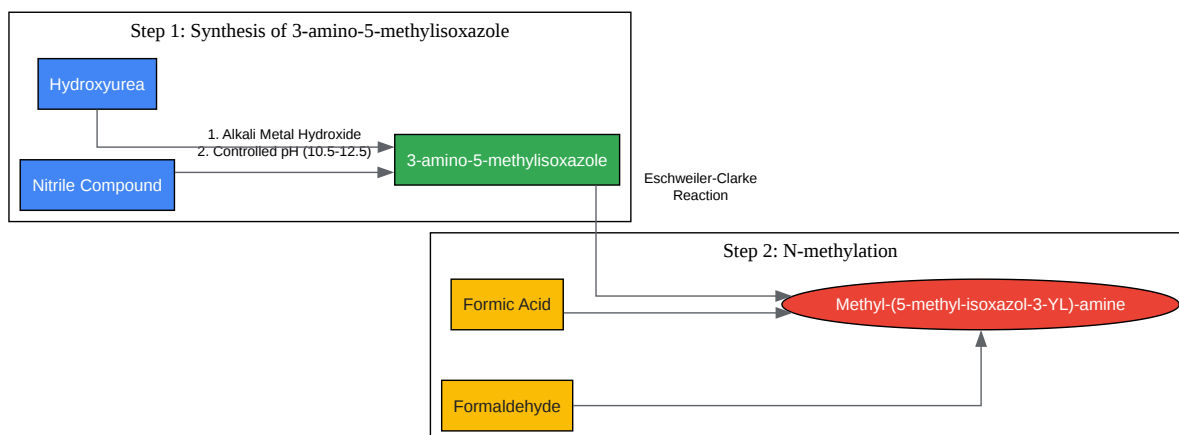 Step 1: Synthesis of 3-amino-5-methylisoxazole
Hydroxyurea
1. Alkali Metal Hydroxide
2. Controlled pH (10.5-12.5)
3-amino-5-methylisoxazole
Nitrile Compound
Eschweiler-Clarke
Reaction
Step 2: N-methylation
Formic Acid
Methyl-(5-methyl-isoxazol-3-YL)-amine
Formaldehyde